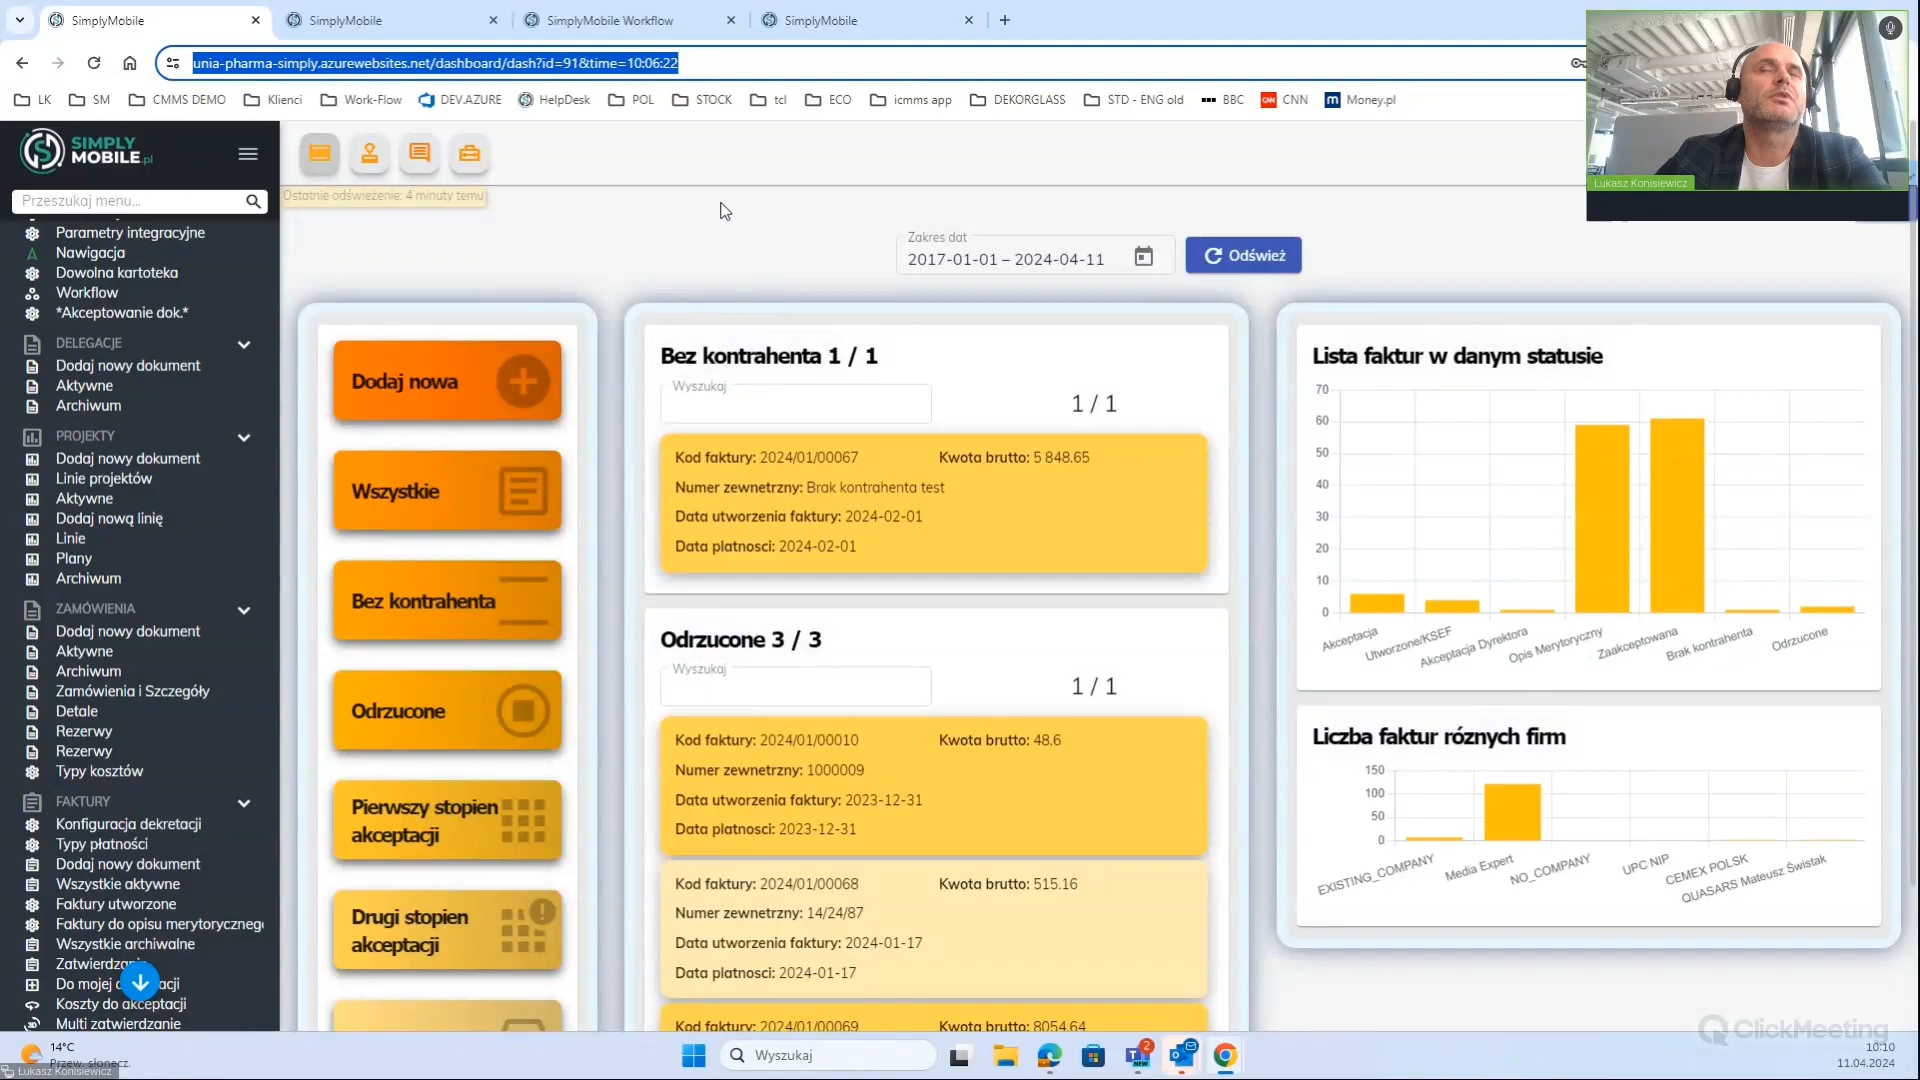 SimplyMobile
SimplyMobile
SimplyMobile Workflow
SimplyMobile
unia-pharma-simply.azurewebsites.net/dashboard/dash?id=91&time=10:06:22
LK
SM
CMMS DEMO
Klienci
Work-Flow
DEV.AZURE
HelpDesk
POL
STOCK
tcl
ECO
icmms app
DEKORGLASS
STD - ENG old
BBC
CNN
Money.pl
SIMPLY
MOBILE.pl
Przeszukaj menu...
Parametry integracyjne
Nawigacja
Dowolna kartoteka
Workflow
*Akceptowanie dok.*
DELEGACJE
Dodaj nowy dokument
Aktywne
Archiwum
PROJEKTY
Dodaj nowy dokument
Linie projektów
Aktywne
Dodaj nową linię
Linie
Plany
Archiwum
ZAMÓWIENIA
Dodaj nowy dokument
Aktywne
Archiwum
Zamówienia i Szczegóły
Detale
Rezerwy
Rezerwy
Typy kosztów
FAKTURY
Konfiguracja dekretacji
Typy płatności
Dodaj nowy dokument
Wszystkie aktywne
Faktury utworzone
Faktury do opisu merytoryczneg
Wszystkie archiwalne
Zatwierdza
Do mojej
Koszty do akceptacji
Multi zatwierdzanie
Ostatnie odświeżenie: 4 minuty temu
Zakres dat
2017-01-01 – 2024-04-11
Odśwież
Dodaj nowa
Wszystkie
Bez kontrahenta
Odrzucone
Pierwszy stopien
akceptacji
Drugi stopien
akceptacji
Bez kontrahenta 1 / 1
Wyszukaj
1 / 1
Kod faktury: 2024/01/00067 Kwota brutto: 5 848.65
Numer zewnetrzny: Brak kontrahenta test
Data utworzenia faktury: 2024-02-01
Data platnosci: 2024-02-01
Odrzucone 3 / 3
Wyszukaj
1 / 1
Kod faktury: 2024/01/00010 Kwota brutto: 48.6
Numer zewnetrzny: 1000009
Data utworzenia faktury: 2023-12-31
Data platnosci: 2023-12-31
Kod faktury: 2024/01/00068 Kwota brutto: 515.16
Numer zewnetrzny: 14/24/87
Data utworzenia faktury: 2024-01-17
Data platnosci: 2024-01-17
Kod faktury: 2024/01/00069 Kwota brutto: 8054.64
Lista faktur w danym statusie
70
60
50
40
30
20
10
0
Akceptacja
Utworzone/KSEF
Akceptacja Dyrektora
Opis Merytoryczny
Zaakceptowana
Brak kontrahenta
Odrzucone
Liczba faktur róznych firm
150
100
50
0
EXISTING_COMPANY
Media Expert
NO_COMPANY
UPC NIP
CEMEX POLSK
QUASARS Mateusz Świstak
Lukasz Konisiewicz
ClickMeeting
14°C
Przew. słonecz.
Lukasz Konisiewicz
Wyszukaj
2
NEW
10:10
11.04.2024